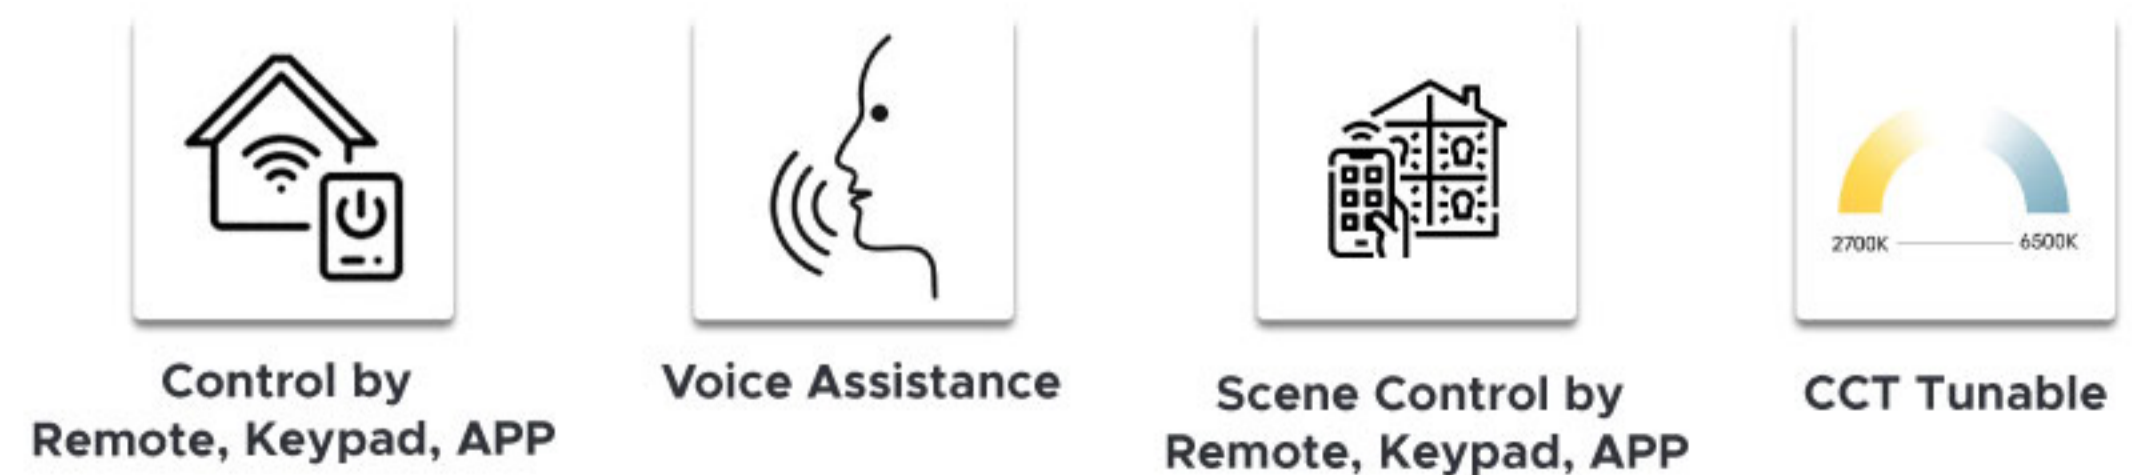 2700K
6500K
Control by
Remote, Keypad, APP
Voice Assistance
Scene Control by
Remote, Keypad, APP
CCT Tunable